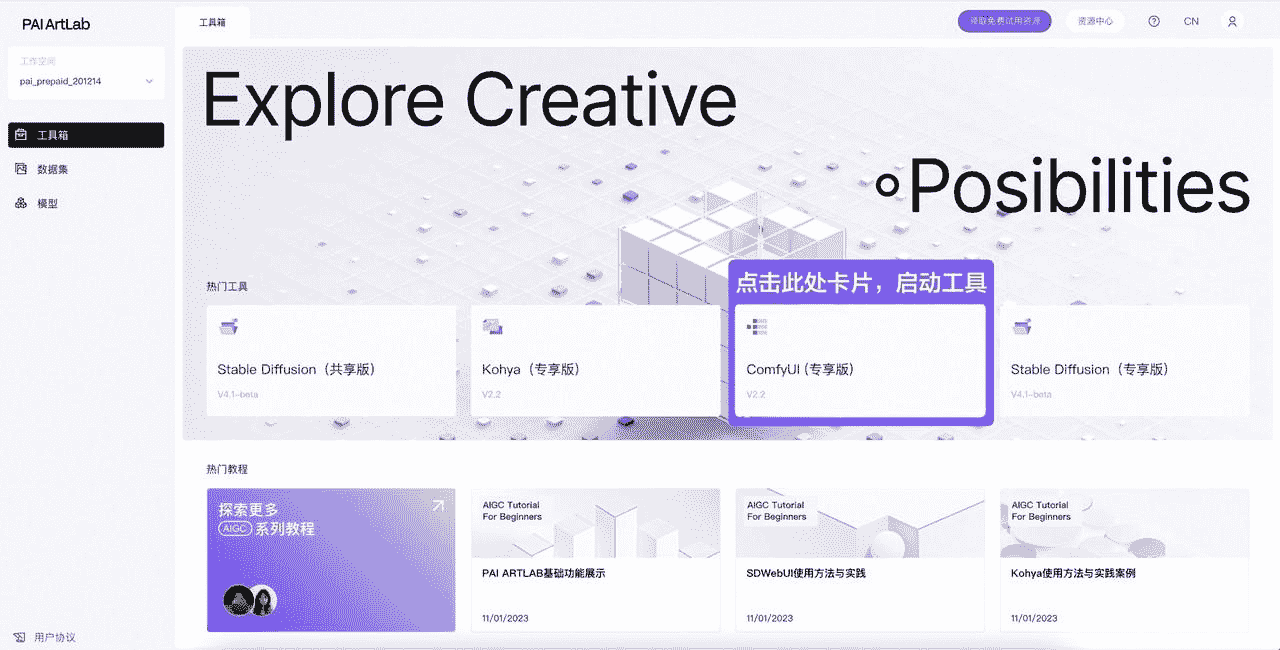 PAI ArtLab
工具箱
领取免费试用资源
资源中心
CN
工作空间
pai_prepaid_201214
工具箱
数据集
模型
Explore Creative
Posibilities
热门工具
点击此处卡片，启动工具
Stable Diffusion（共享版）
V4.1-beta
Kohya（专享版）
V2.2
ComfyUI (专享版)
V2.2
Stable Diffusion（专享版）
V4.1-beta
热门教程
探索更多
AIGC 系列教程
AIGC Tutorial
For Beginners
PAI ARTLAB基础功能展示
11/01/2023
AIGC Tutorial
For Beginners
SDWebUI使用方法与实践
11/01/2023
AIGC Tutorial
For Beginners
Kohya使用方法与实践案例
11/01/2023
用户协议